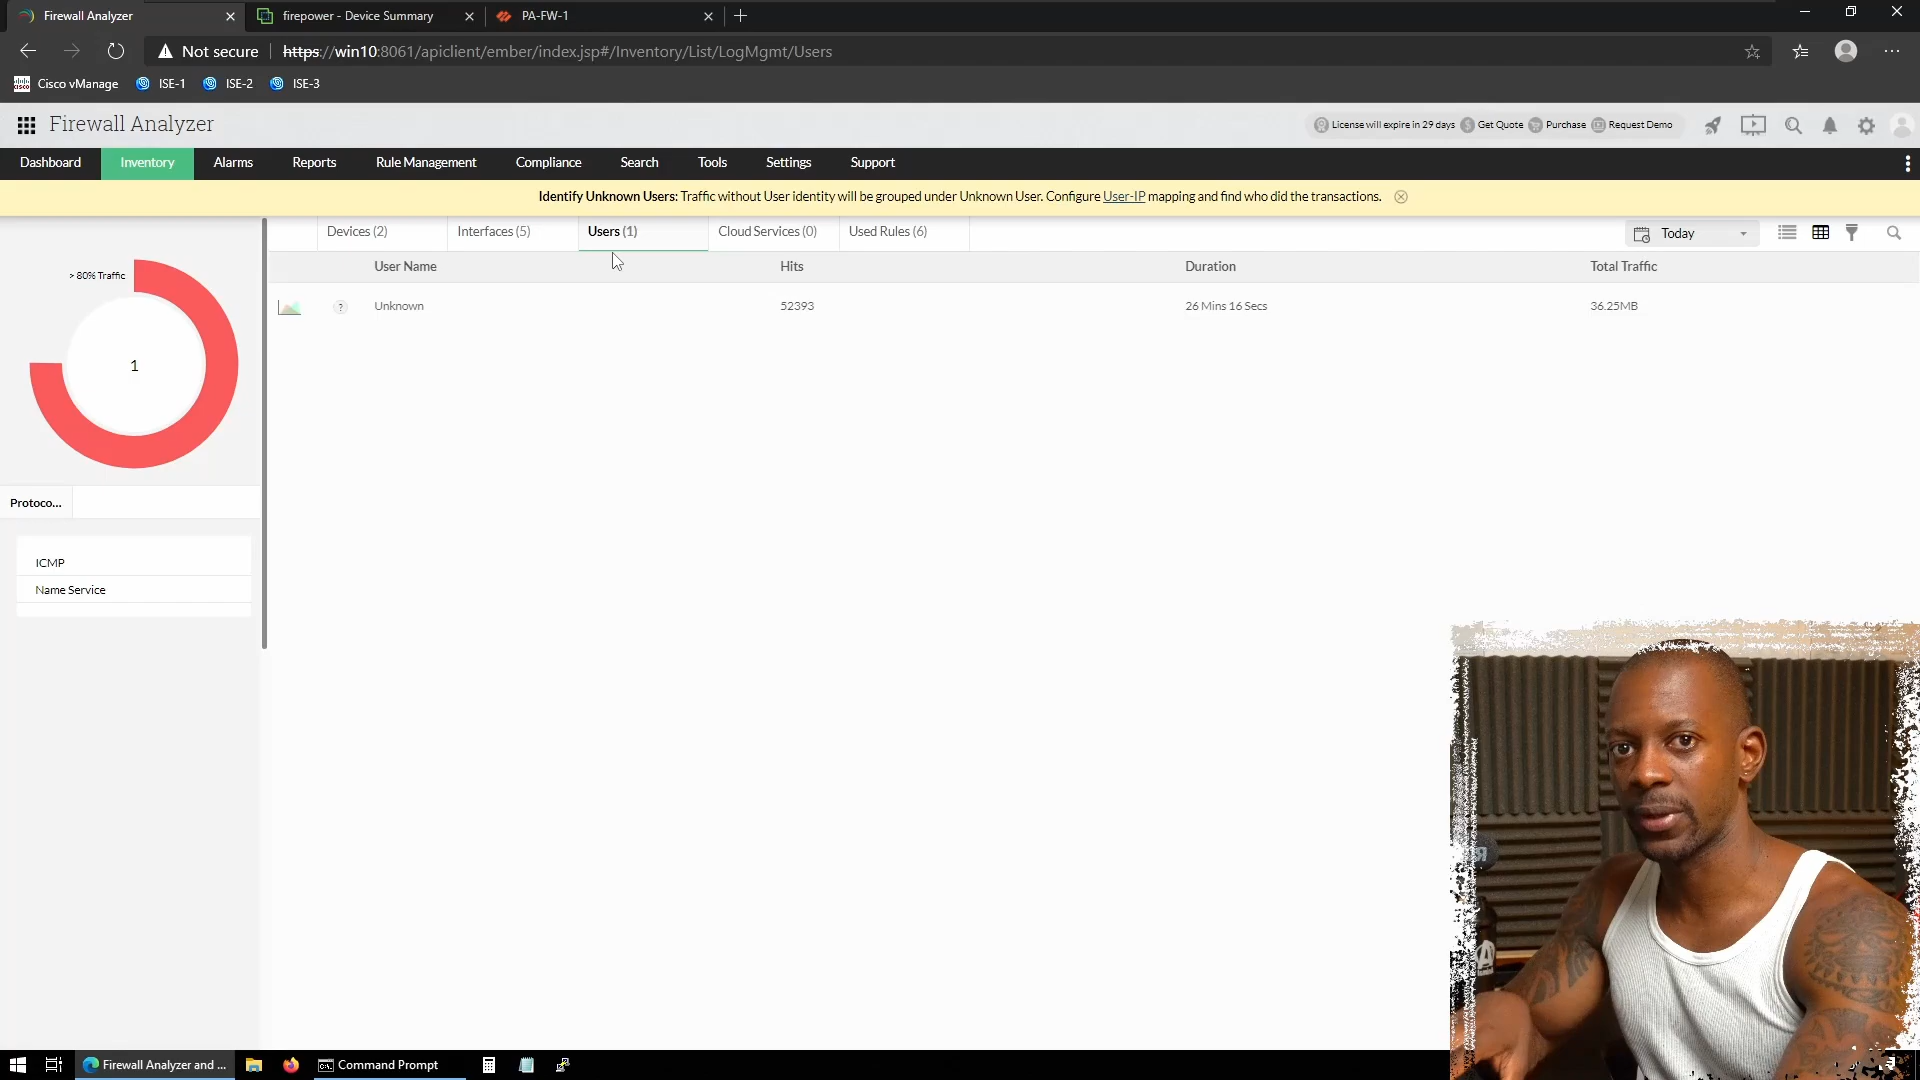 Firewall Analyzer
firepower - Device Summary
PA-FW-1
Not secure
https://win10:8061/apiclient/ember/index.jsp#/Inventory/List/LogMgmt/Users
Cisco vManage
ISE-1
ISE-2
ISE-3
Firewall Analyzer
License will expire in 29 days
Get Quote
Purchase
Request Demo
Dashboard
Inventory
Alarms
Reports
Rule Management
Compliance
Search
Tools
Settings
Support
Identify Unknown Users: Traffic without User identity will be grouped under Unknown User. Configure User-IP mapping and find who did the transactions.
Devices (2)
Interfaces (5)
Users (1)
Cloud Services (0)
Used Rules (6)
Today
User Name
Hits
Duration
Total Traffic
?
Unknown
52393
26 Mins 16 Secs
36.25MB
> 80% Traffic
1
Protoco...
ICMP
Name Service
Firewall Analyzer and ...
Command Prompt